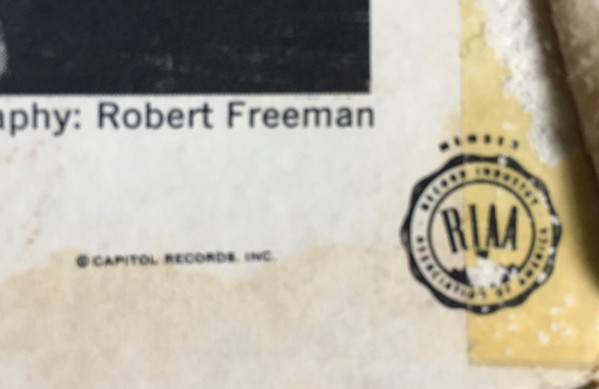 aphy: Robert Freeman
MEMBER
RECORD INDUSTRY
RIAA
ASSOCIATION OF AMERICA
© CAPITOL RECORDS, INC.